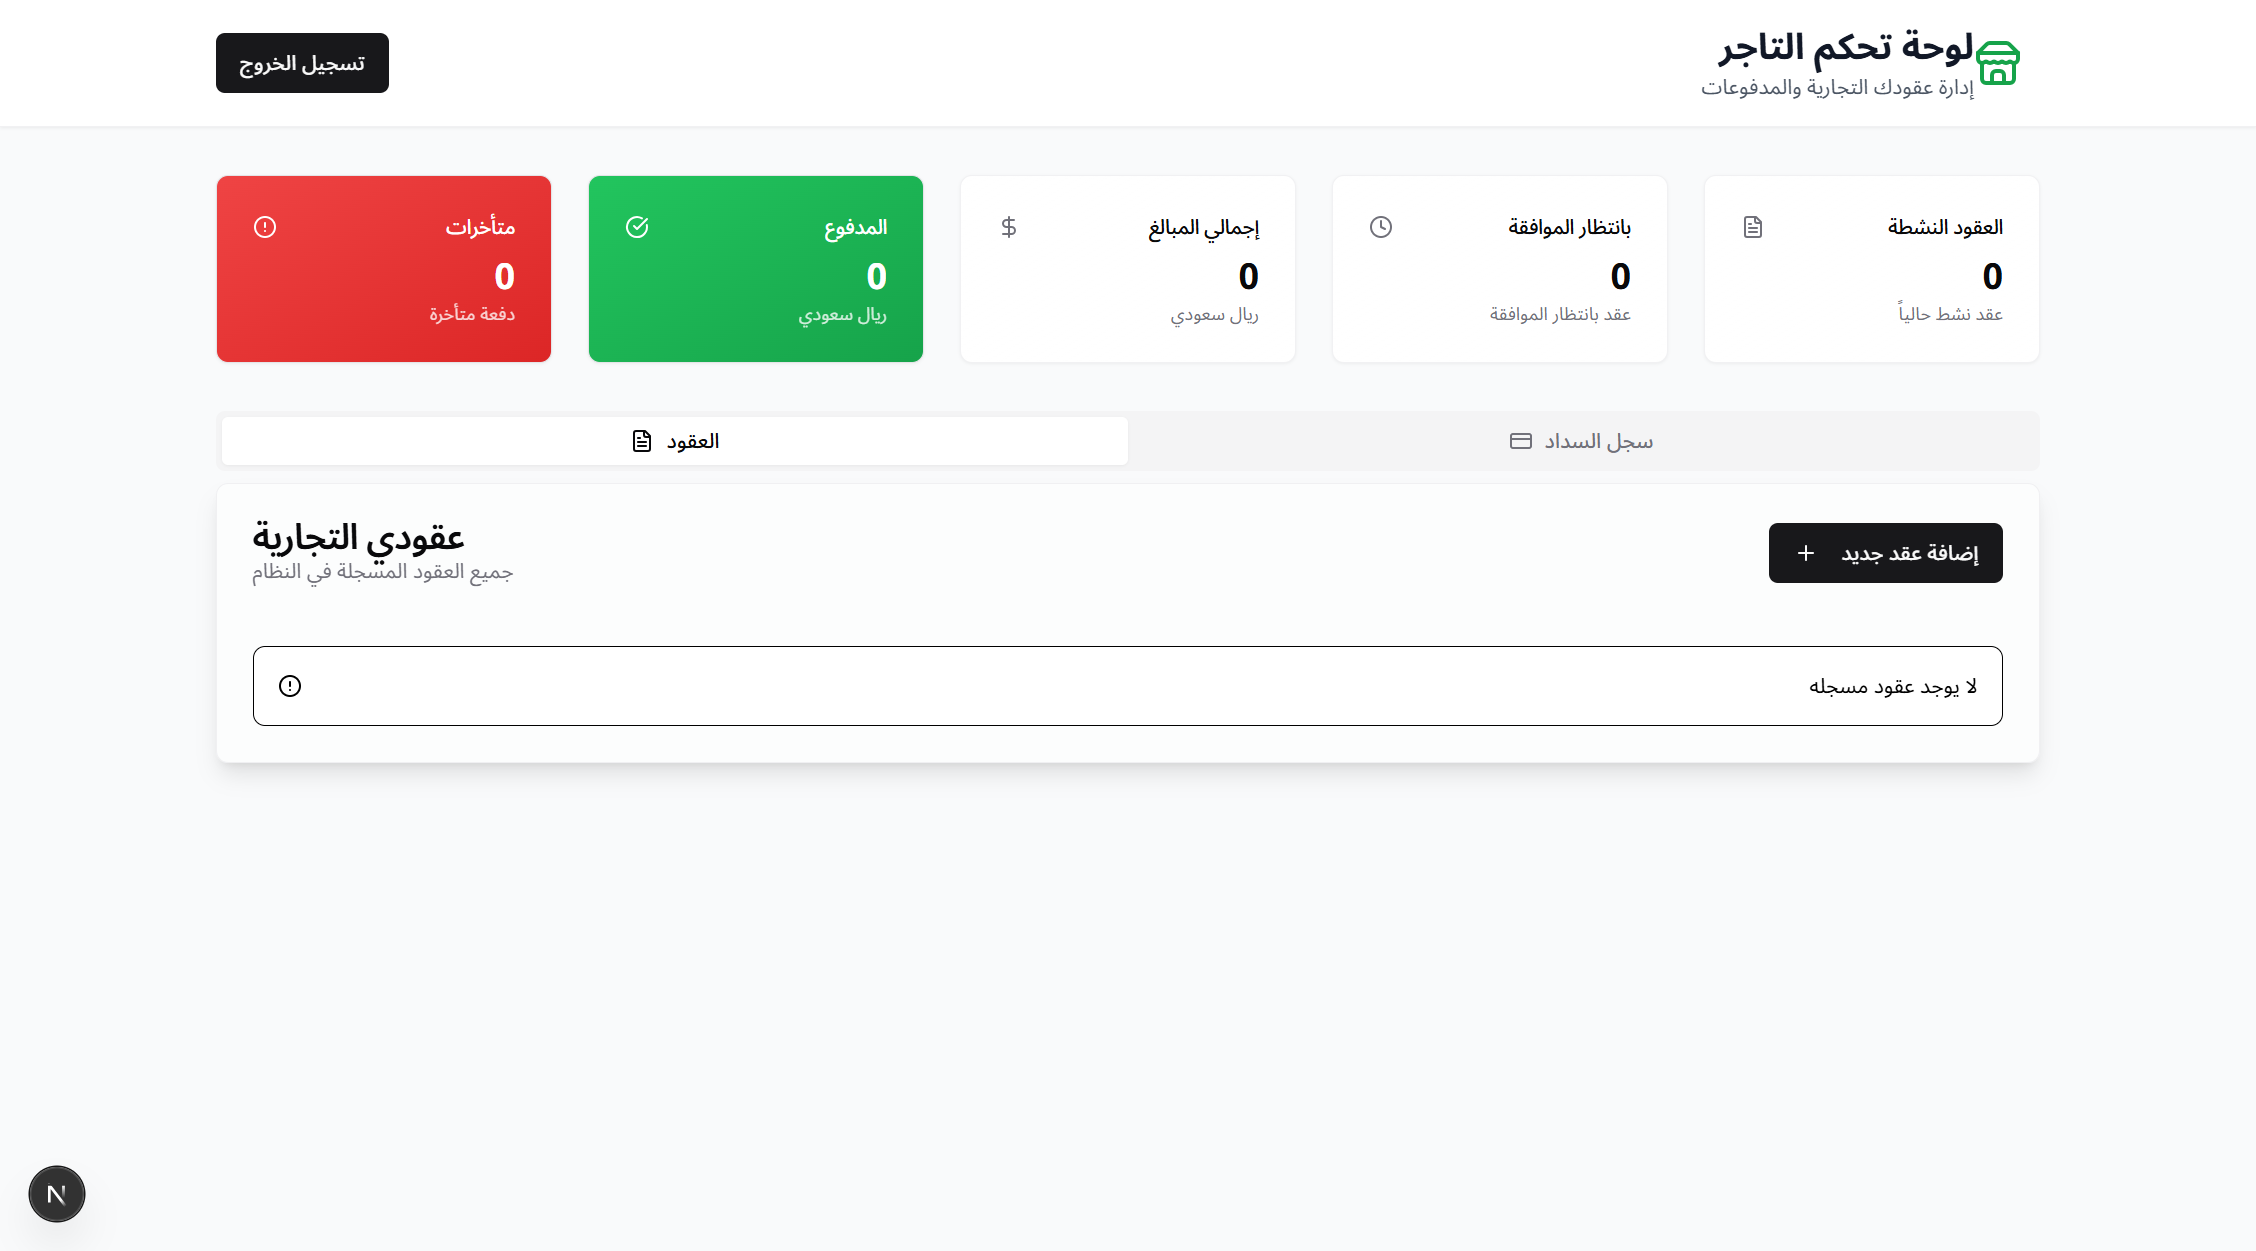 لوحة تحكم التاجر
إدارة عقودك التجارية والمدفوعات
تسجيل الخروج
العقود النشطة
0
عقد نشط حالياً
بانتظار الموافقة
0
عقد بانتظار الموافقة
إجمالي المبالغ
0
ريال سعودي
المدفوع
0
ريال سعودي
متأخرات
0
دفعة متأخرة
سجل السداد
العقود
إضافة عقد جديد
عقودي التجارية
جميع العقود المسجلة في النظام
لا يوجد عقود مسجله
N